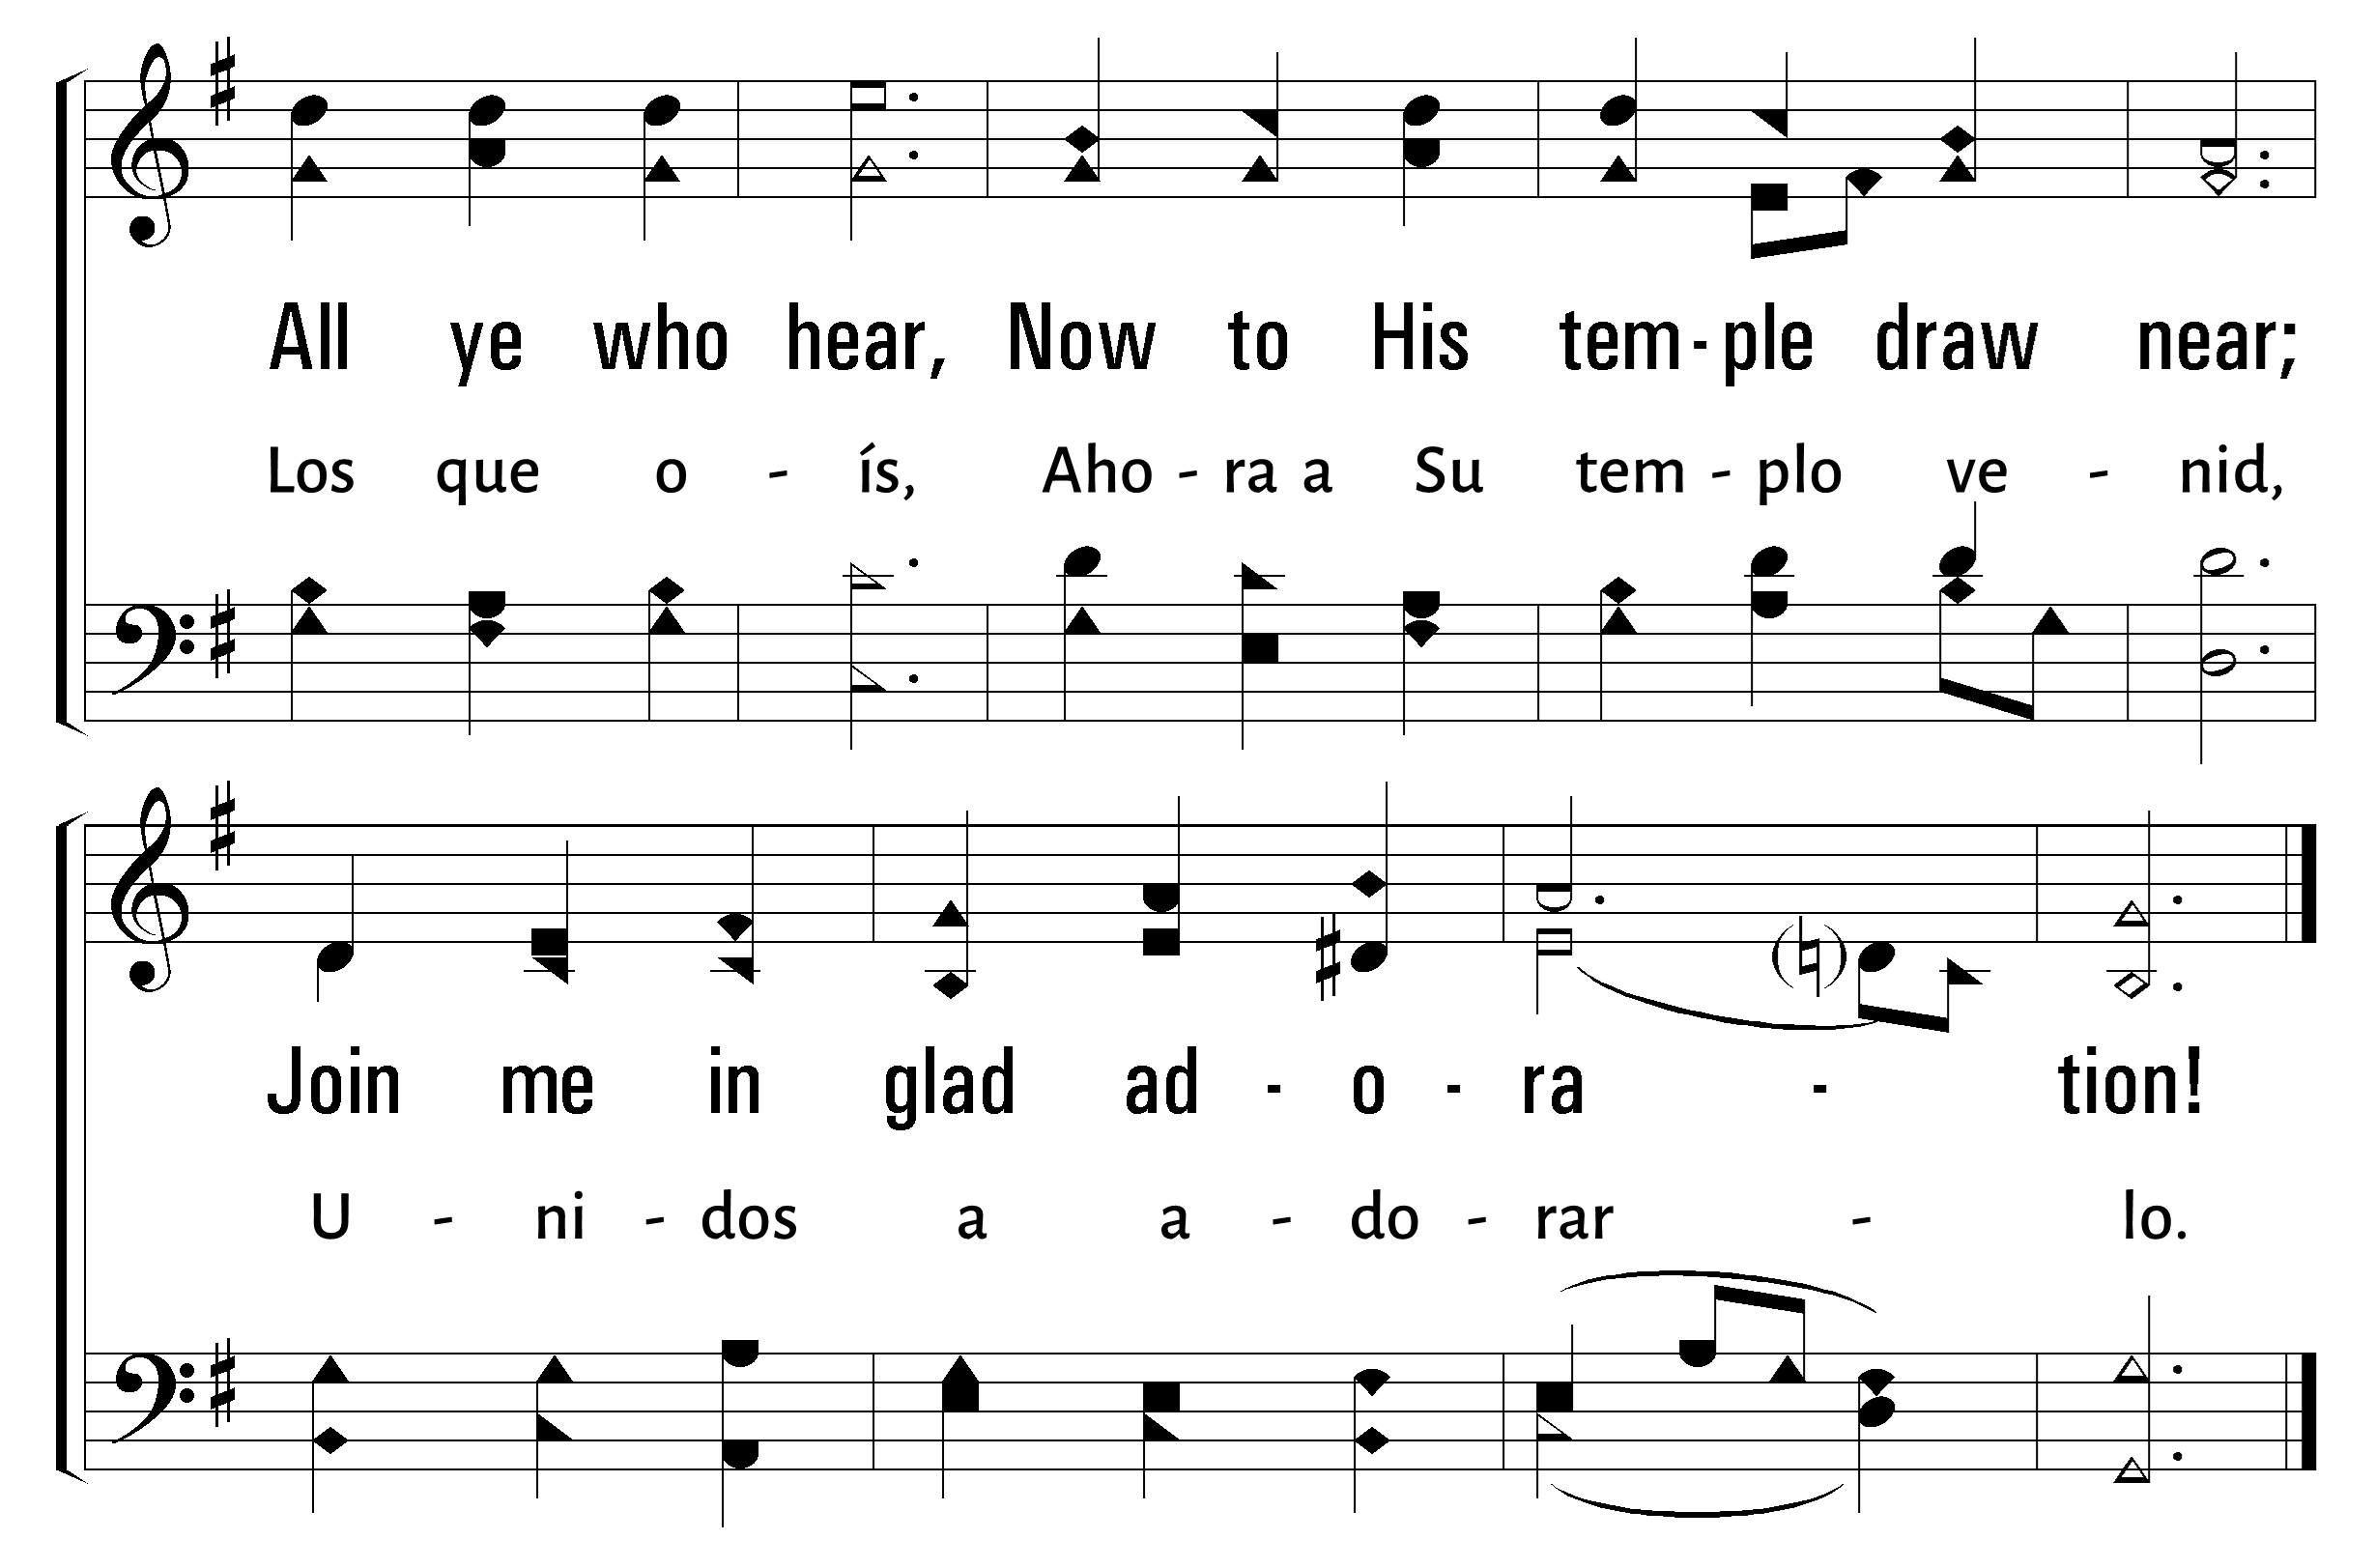 All ye who hear, Now to His tem - ple draw near;
Los que o - ís, Aho - ra a Su tem - plo ve - nid,
Join me in glad ad - o - ra - tion!
U - ni - dos a a - do - rar - lo.